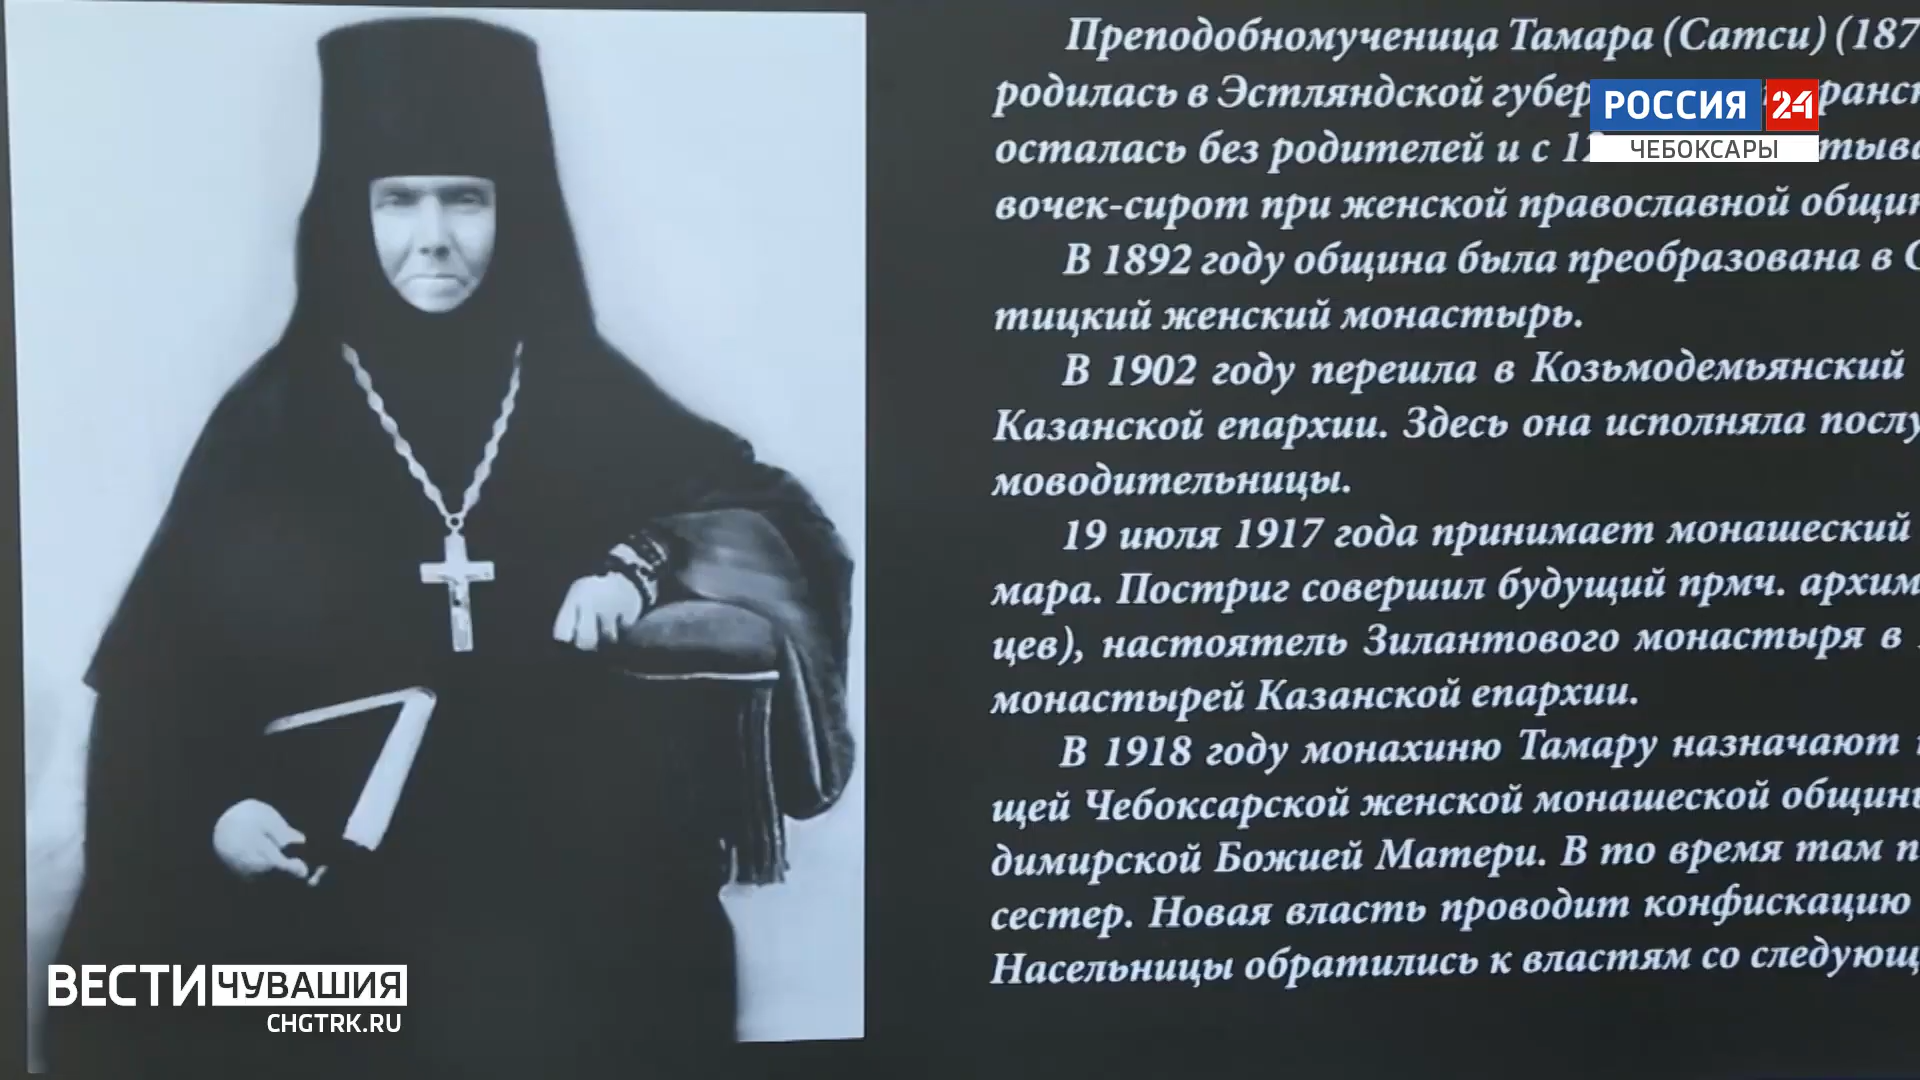 Преподобномученица Тамара (Сатси) (187
родилась в Эстляндской губер
осталась без родителей и с 12
вочек-сирот при женской православной общин
В 1892 году община была преобразована в С
тицкий женский монастырь.
В 1902 году перешла в Козьмодемьянский
Казанской епархии. Здесь она исполняла послу
моводительницы.
19 июля 1917 года принимает монашеский
мара. Постриг совершил будущий прмч. архим
цев), настоятель Зилантового монастыря в
монастырей Казанской епархии.
В 1918 году монахиню Тамару назначают
щей Чебоксарской женской монашеской общины
димирской Божией Матери. В то время там п
сестер. Новая власть проводит конфискацию
Насельницы обратились к властям со следующ
РОССИЯ 24
ЧЕБОКСАРЫ
ВЕСТИ ЧУВАШИЯ
CHGTRK.RU